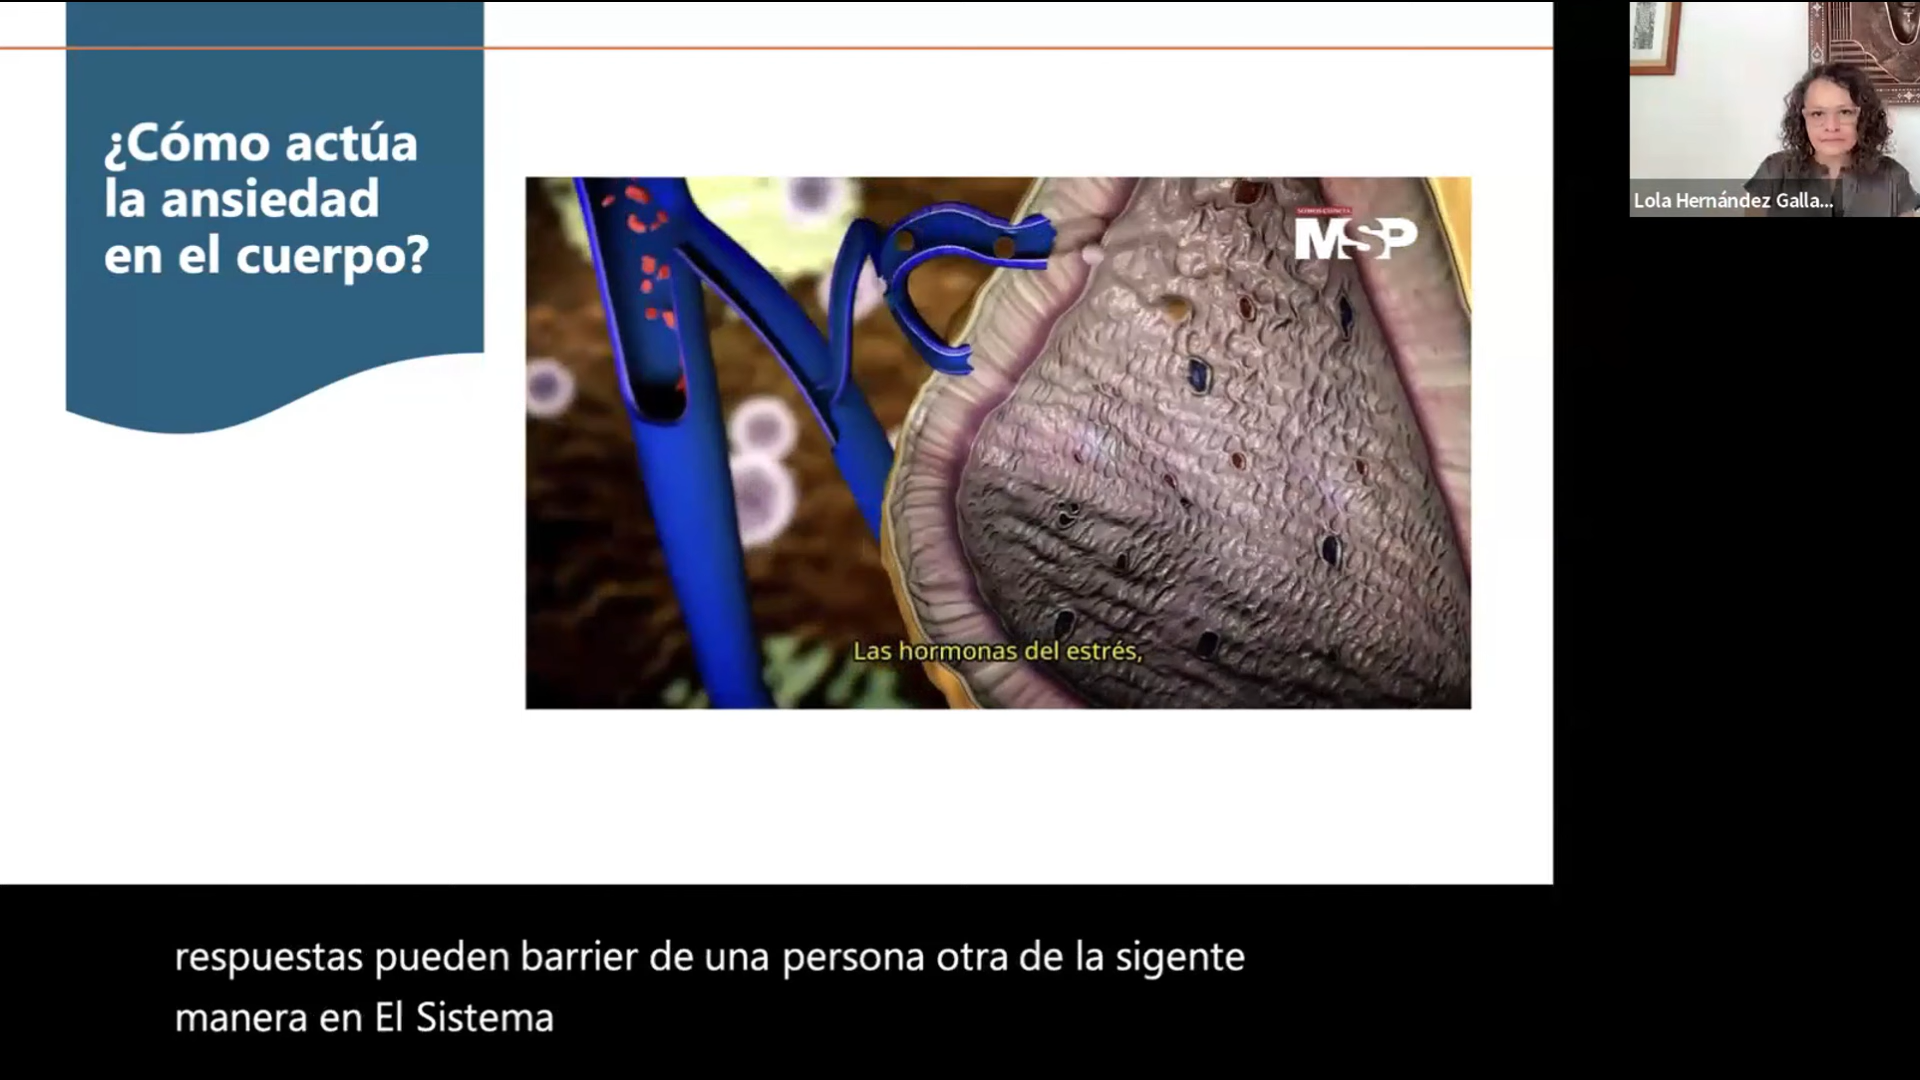 ¿Cómo actúa
la ansiedad
en el cuerpo?
MSP
Las hormonas del estrés,
Lola Hernández Galla...
respuestas pueden barrier de una persona otra de la sigente
manera en El Sistema